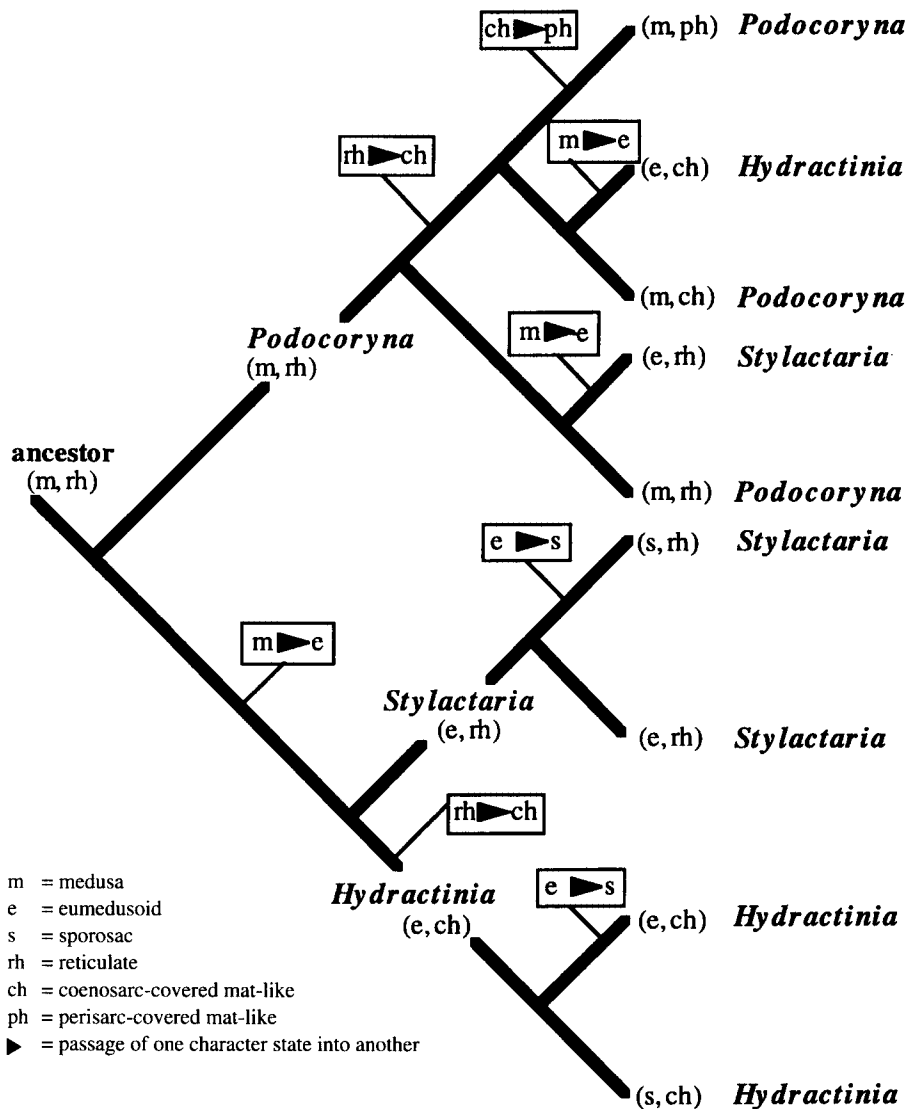 ch ▶ ph
(m, ph) Podocoryna
rh ▶ ch
m ▶ e
(e, ch) Hydractinia
(m, ch) Podocoryna
m ▶ e
(e, rh) Stylactaria
Podocoryna
(m, rh)
ancestor
(m, rh)
(m, rh) Podocoryna
e ▶ s
(s, rh) Stylactaria
m ▶ e
Stylactaria
(e, rh)
(e, rh) Stylactaria
rh ▶ ch
Hydractinia
(e, ch)
e ▶ s
(e, ch) Hydractinia
(s, ch) Hydractinia
m = medusa
e = eumedusoid
s = sporosac
rh = reticulate
ch = coenosarc-covered mat-like
ph = perisarc-covered mat-like
▶ = passage of one character state into another